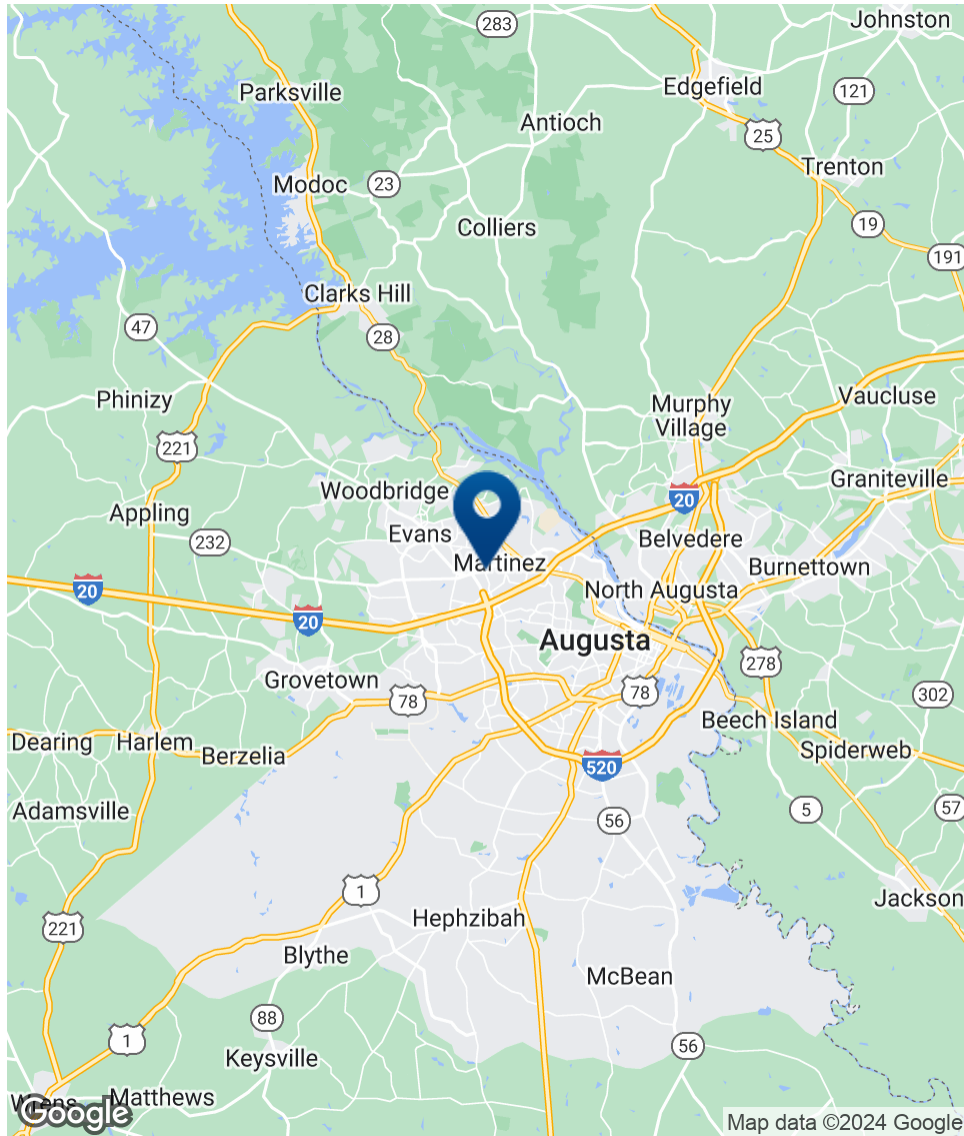 283
Johnston
Parksville
Edgefield
121
Antioch
25
Trenton
Modoc
23
Colliers
19
191
Clarks Hill
47
28
Phinizy
Murphy
Village
Vaucluse
221
Woodbridge
Graniteville
20
Appling
Evans
232
Belvedere
Martinez
Burnettown
20
North Augusta
20
Augusta
278
Grovetown
78
78
302
Beech Island
Dearing
Harlem
Berzelia
Spiderweb
520
Adamsville
56
5
57
1
Jackson
221
Hephzibah
Blythe
McBean
88
1
Keysville
56
Wrens
Matthews
Google
Map data ©2024 Google